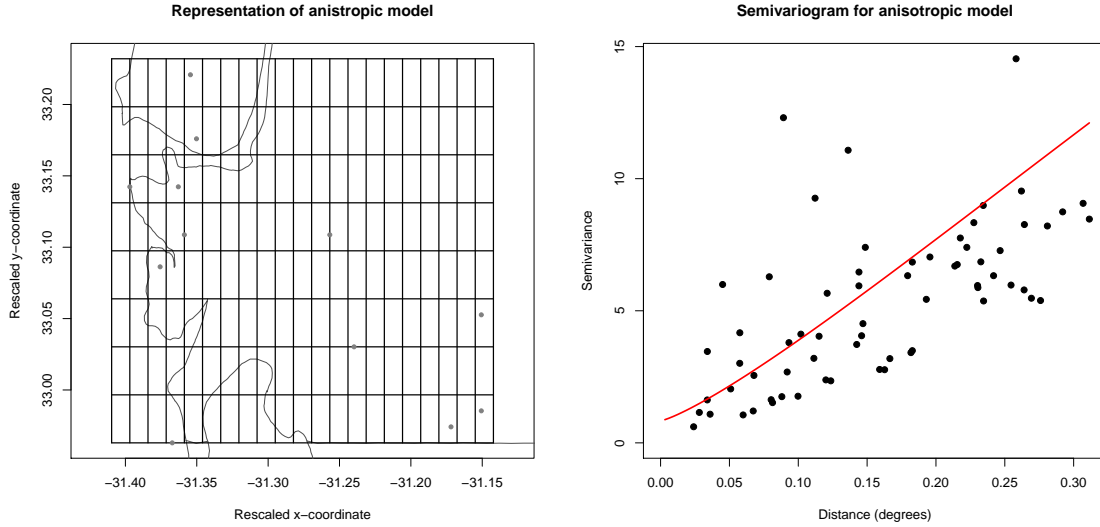 Representation of anistropic model
Rescaled y-coordinate
33.20
33.15
33.10
33.05
33.00
−31.40 −31.35 −31.30 −31.25 −31.20 −31.15
Rescaled x-coordinate
Semivariogram for anisotropic model
Semivariance
15
10
5
0
0.00 0.05 0.10 0.15 0.20 0.25 0.30
Distance (degrees)